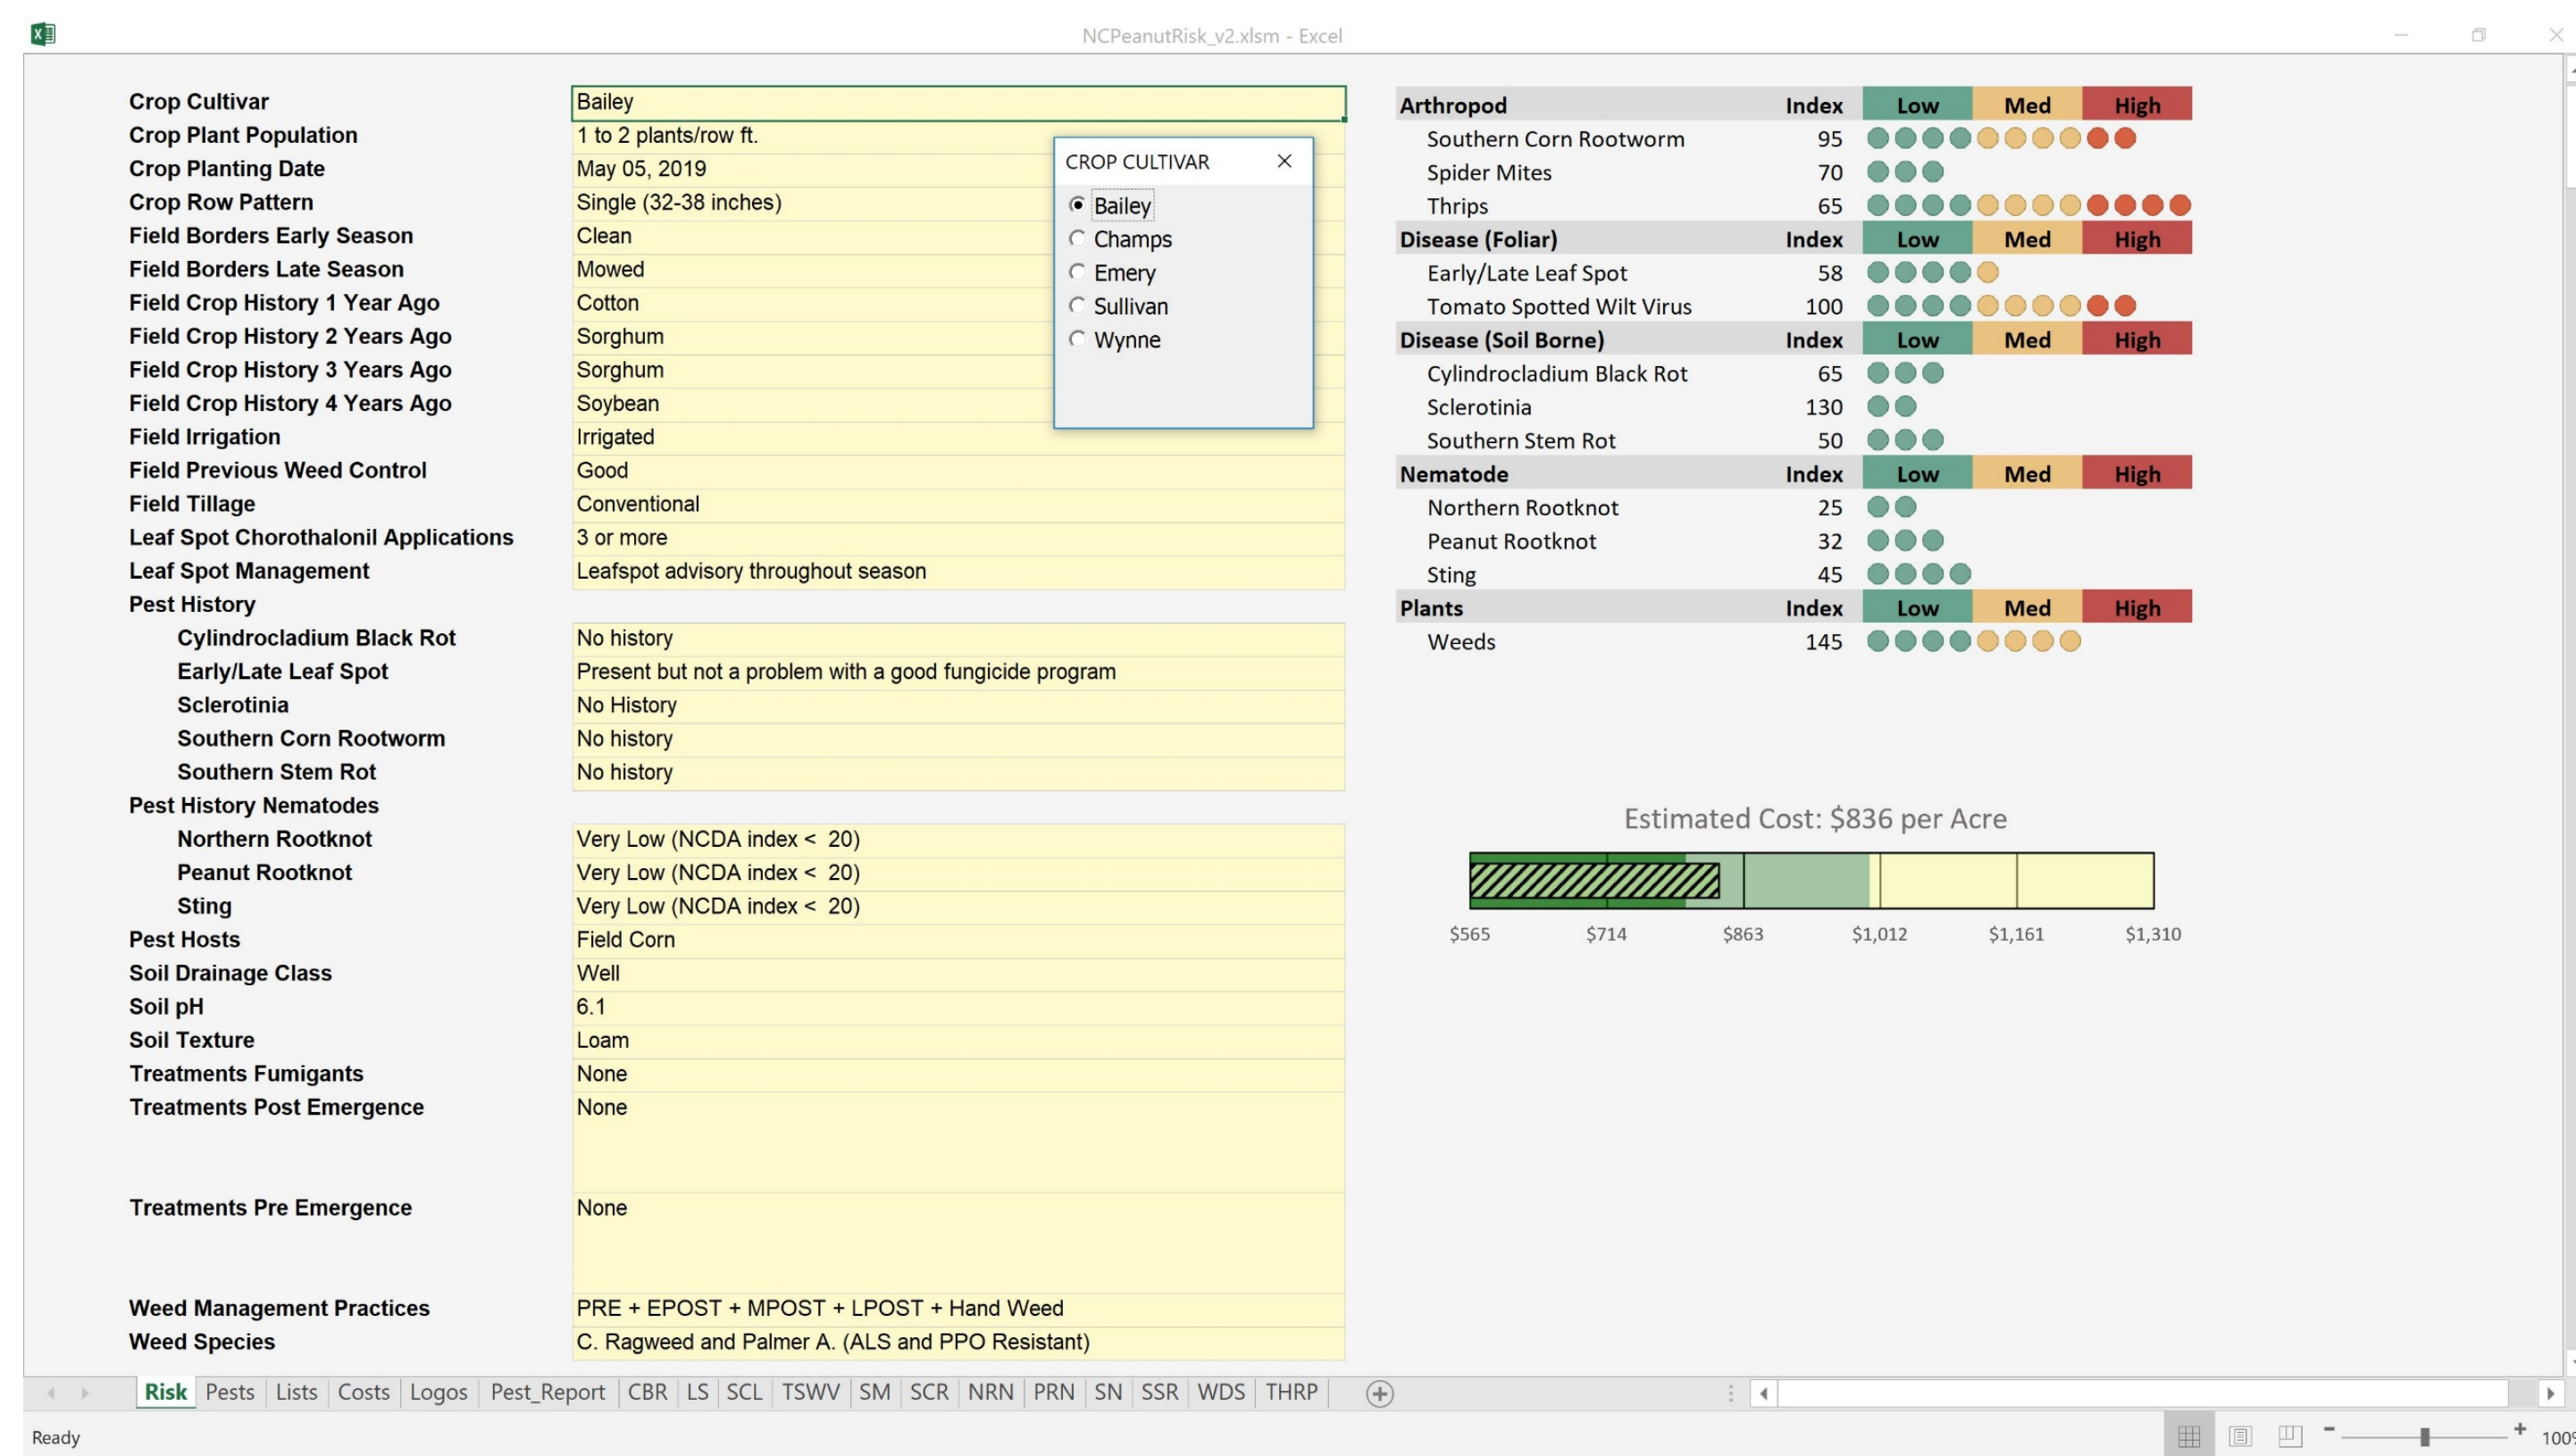 NCPeanutRisk_v2.xlsm - Excel
Crop Cultivar Bailey
Crop Plant Population 1 to 2 plants/row ft.
Crop Planting Date May 05, 2019
Crop Row Pattern Single (32-38 inches)
Field Borders Early Season Clean
Field Borders Late Season Mowed
Field Crop History 1 Year Ago Cotton
Field Crop History 2 Years Ago Sorghum
Field Crop History 3 Years Ago Sorghum
Field Crop History 4 Years Ago Soybean
Field Irrigation Irrigated
Field Previous Weed Control Good
Field Tillage Conventional
Leaf Spot Chorothalonil Applications 3 or more
Leaf Spot Management Leafspot advisory throughout season
Pest History
Cylindrocladium Black Rot No history
Early/Late Leaf Spot Present but not a problem with a good fungicide program
Sclerotinia No History
Southern Corn Rootworm No history
Southern Stem Rot No history
Pest History Nematodes
Northern Rootknot Very Low (NCDA index < 20)
Peanut Rootknot Very Low (NCDA index < 20)
Sting Very Low (NCDA index < 20)
Pest Hosts Field Corn
Soil Drainage Class Well
Soil pH 6.1
Soil Texture Loam
Treatments Fumigants None
Treatments Post Emergence None
Treatments Pre Emergence None
Weed Management Practices PRE + EPOST + MPOST + LPOST + Hand Weed
Weed Species C. Ragweed and Palmer A. (ALS and PPO Resistant)
CROP CULTIVAR
Bailey
Champs
Emery
Sullivan
Wynne
Arthropod Index Low Med High
Southern Corn Rootworm 95
Spider Mites 70
Thrips 65
Disease (Foliar) Index Low Med High
Early/Late Leaf Spot 58
Tomato Spotted Wilt Virus 100
Disease (Soil Borne) Index Low Med High
Cylindrocladium Black Rot 65
Sclerotinia 130
Southern Stem Rot 50
Nematode Index Low Med High
Northern Rootknot 25
Peanut Rootknot 32
Sting 45
Plants Index Low Med High
Weeds 145
Estimated Cost: $836 per Acre
$565 $714 $863 $1,012 $1,161 $1,310
Risk Pests Lists Costs Logos Pest_Report CBR LS SCL TSWV SM SCR NRN PRN SN SSR WDS THRP
Ready 100%